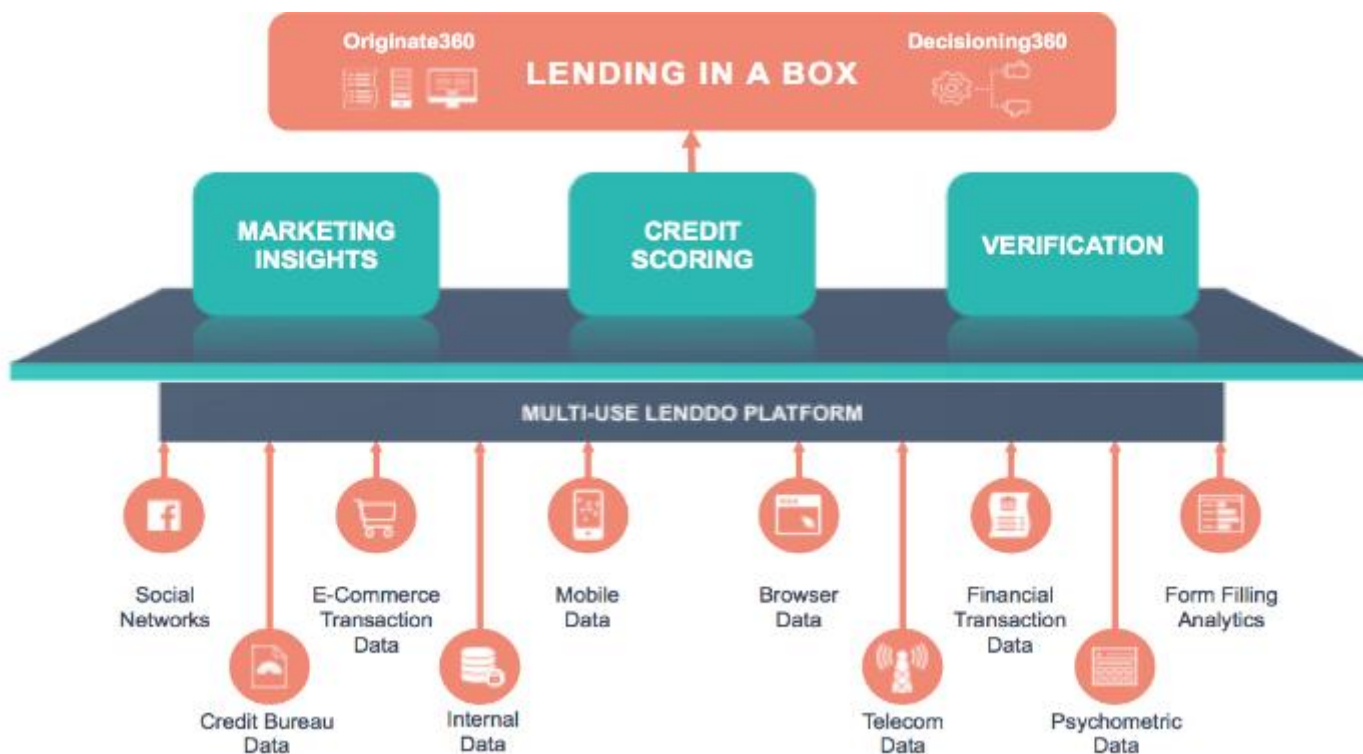 Originate360
Decisioning360
LENDING IN A BOX
MARKETING
INSIGHTS
CREDIT
SCORING
VERIFICATION
MULTI-USE LENDDO PLATFORM
Social
Networks
E-Commerce
Transaction
Data
Mobile
Data
Browser
Data
Financial
Transaction
Data
Form Filling
Analytics
Credit Bureau
Data
Internal
Data
Telecom
Data
Psychometric
Data